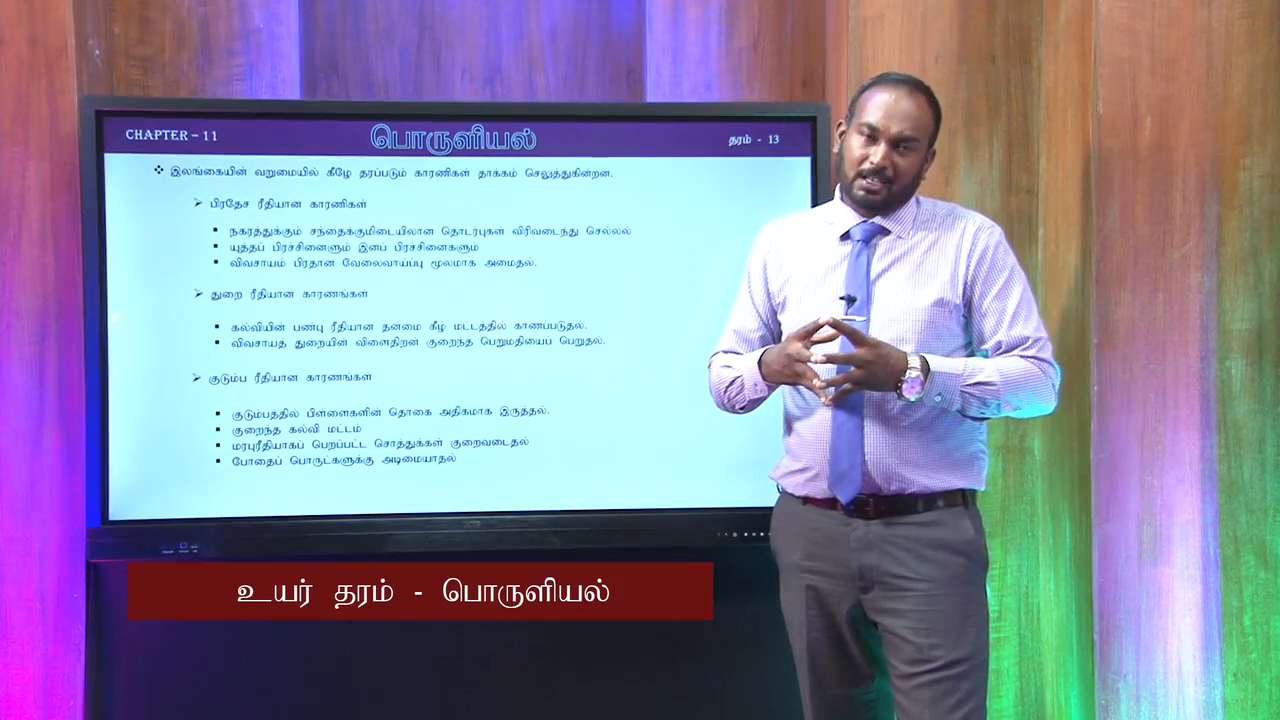 CHAPTER – 11
பொருளியல்
தரம் - 13
இலங்கையின் வறுமையில் கீழே தரப்படும் காரணிகள் தாக்கம் செலுத்துகின்றன.
பிரதேச ரீதியான காரணிகள்
நகரத்துக்கும் சந்தைக்குமிடையிலான தொடர்புகள் விரிவடைந்து செல்லல்
யுத்தப் பிரச்சினைளும் இனப் பிரச்சினைகளும்
விவசாயம் பிரதான வேலைவாய்ப்பு மூலமாக அமைதல்.
துறை ரீதியான காரணங்கள்
கல்வியின் பண்பு ரீதியான தன்மை கீழ் மட்டத்தில் காணப்படுதல்.
விவசாயத் துறையின் விளைதிறன் குறைந்த பெறுமதியைப் பெறுதல்.
குடும்ப ரீதியான காரணங்கள்
குடும்பத்தில் பிள்ளைகளின் தொகை அதிகமாக இருத்தல்.
குறைந்த கல்வி மட்டம்
மரபுரீதியாகப் பெறப்பட்ட சொத்துக்கள் குறைவடைதல்
போதைப் பொருட்களுக்கு அடிமையாதல்
உயர் தரம் - பொருளியல்